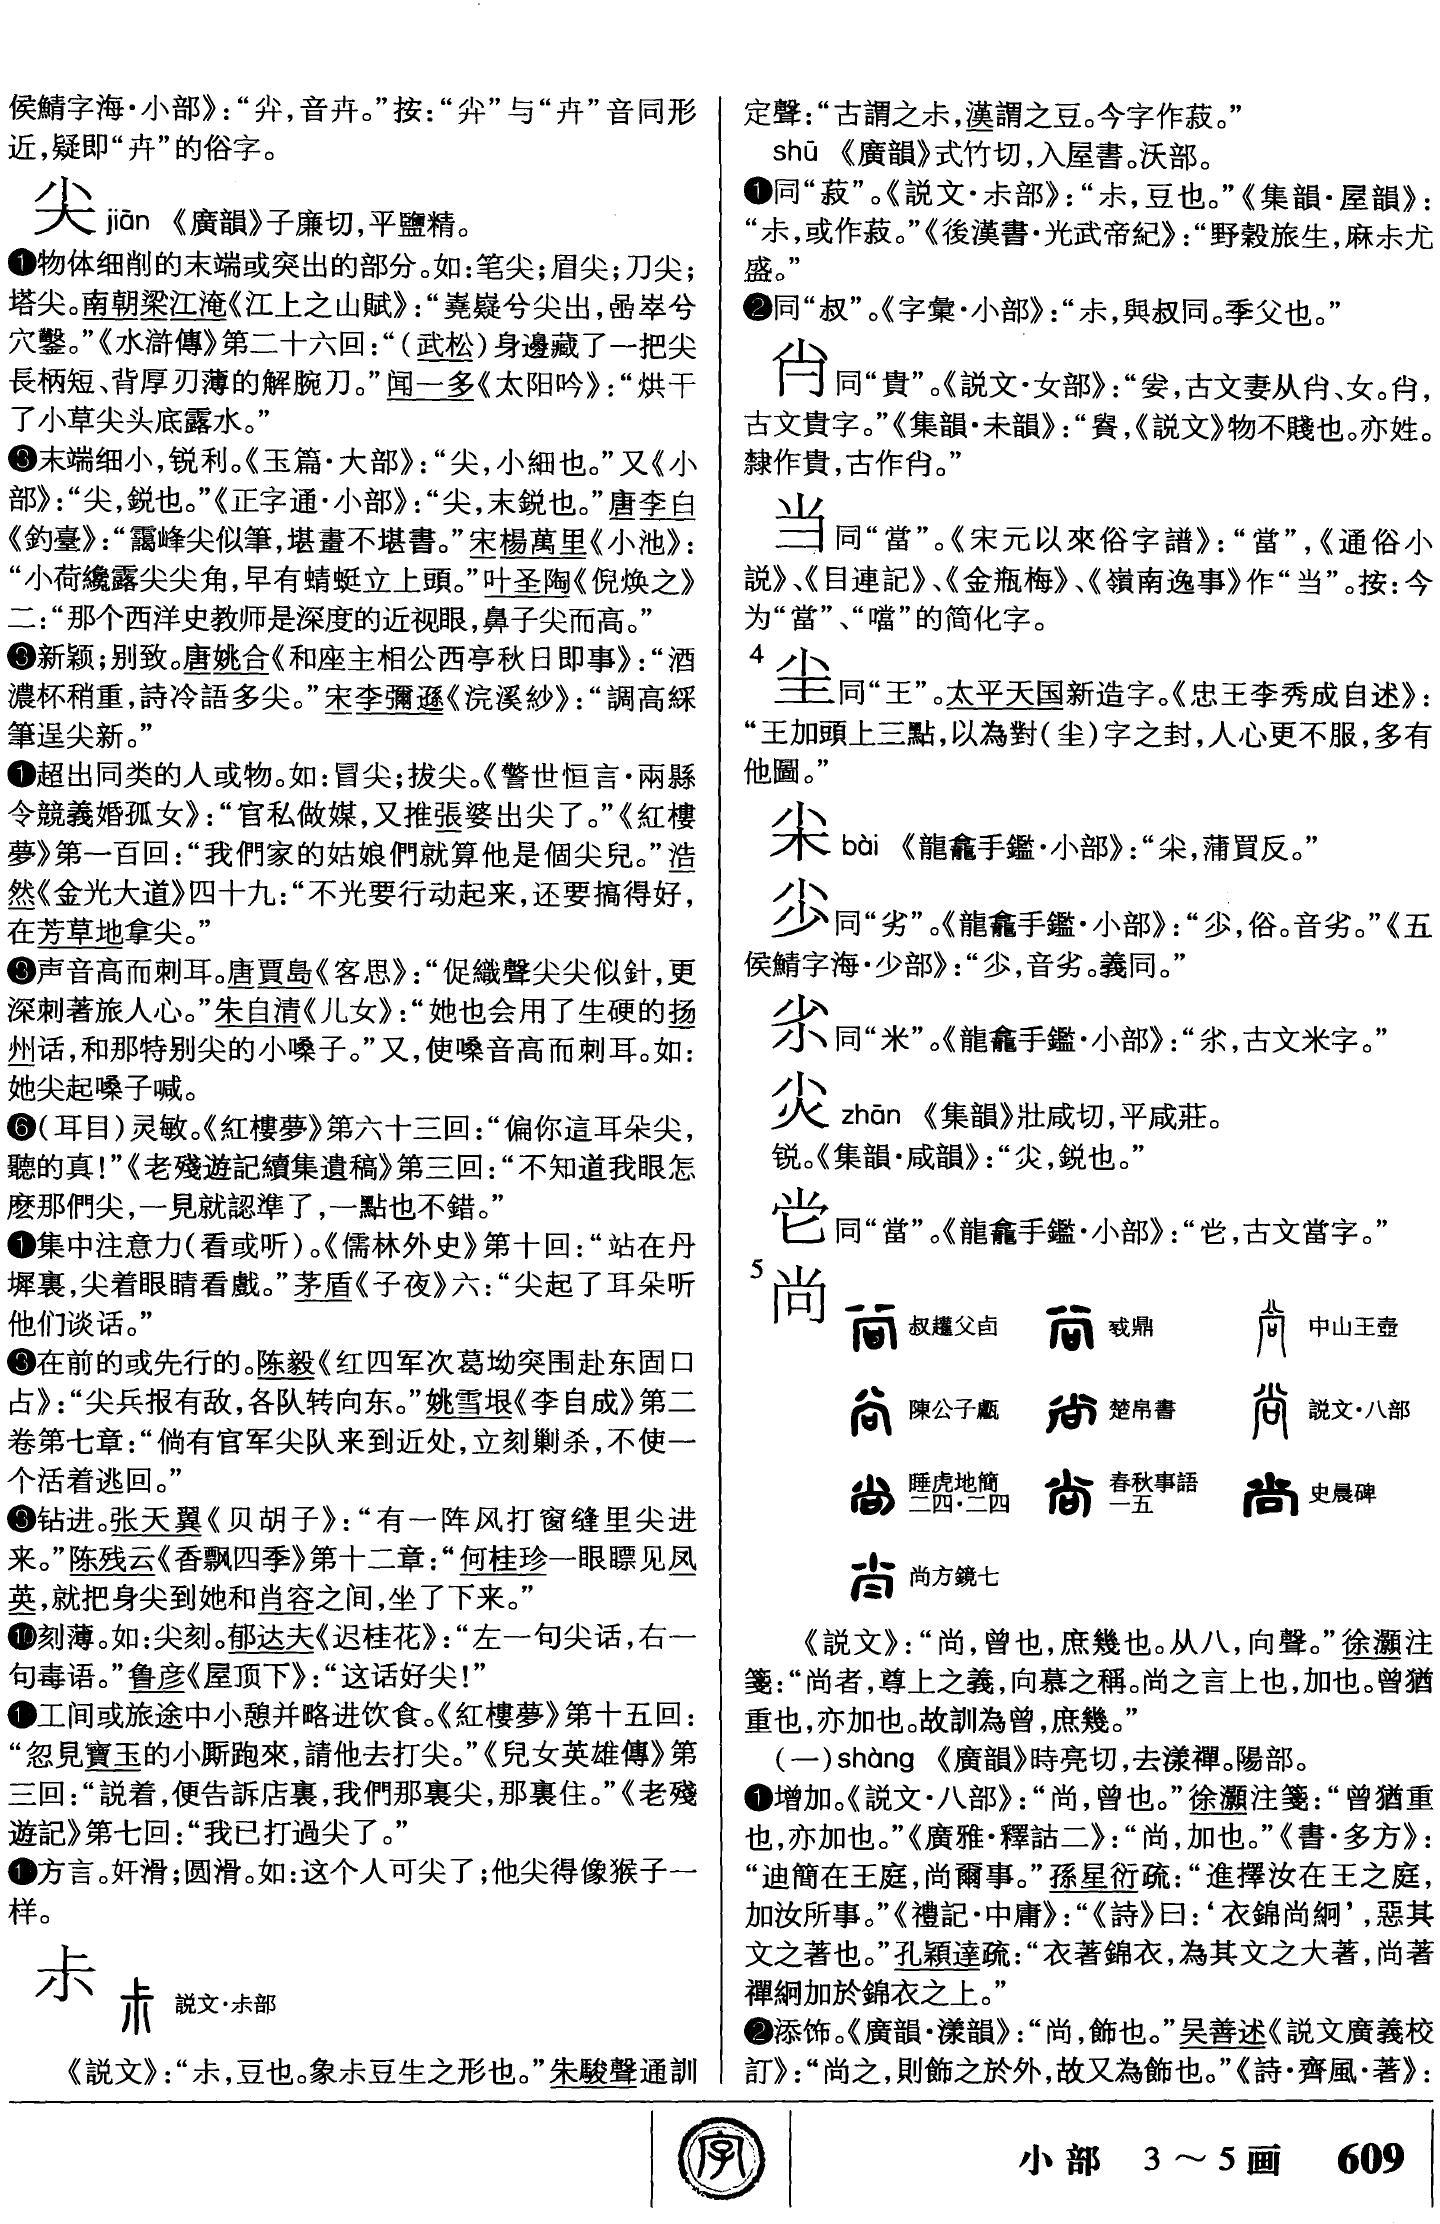 侯鯖字海·小部》：“𡭕，音卉。”按：“𡭕”与“卉”音同形
近，疑即“卉”的俗字。
尖 jiān 《廣韻》子廉切，平鹽精。
❶物体细削的末端或突出的部分。如：笔尖；眉尖；刀尖；
塔尖。南朝梁江淹《江上之山賦》：“嶤嶷兮尖出，嵒崒兮
穴鑿。”《水滸傳》第二十六回：“（武松）身邊藏了一把尖
長柄短、背厚刃薄的解腕刀。”闻一多《太阳吟》：“烘干
了小草尖头底露水。”
❸末端细小，锐利。《玉篇·大部》：“尖，小細也。”又《小
部》：“尖，鋭也。”《正字通·小部》：“尖，末鋭也。”唐李白
《釣臺》：“靄峰尖似筆，堪畫不堪書。”宋楊萬里《小池》：
“小荷纔露尖尖角，早有蜻蜓立上頭。”叶圣陶《倪焕之》
二：“那个西洋史教师是深度的近视眼，鼻子尖而高。”
❸新颖；别致。唐姚合《和座主相公西亭秋日即事》：“酒
濃杯稍重，詩冷語多尖。”宋李彌遜《浣溪紗》：“調高綵
筆逞尖新。”
❶超出同类的人或物。如：冒尖；拔尖。《警世恒言·兩縣
令競義婚孤女》：“官私做媒，又推張婆出尖了。”《紅樓
夢》第一百回：“我們家的姑娘們就算他是個尖兒。”浩
然《金光大道》四十九：“不光要行动起来，还要搞得好，
在芳草地拿尖。”
❸声音高而刺耳。唐賈島《客思》：“促織聲尖尖似針，更
深刺著旅人心。”朱自清《儿女》：“她也会用了生硬的扬
州话，和那特别尖的小嗓子。”又，使嗓音高而刺耳。如：
她尖起嗓子喊。
❻（耳目）灵敏。《紅樓夢》第六十三回：“偏你這耳朵尖，
聽的真！”《老殘遊記續集遺稿》第三回：“不知道我眼怎
麽那們尖，一見就認準了，一點也不錯。”
❶集中注意力（看或听）。《儒林外史》第十回：“站在丹
墀裏，尖着眼睛看戲。”茅盾《子夜》六：“尖起了耳朵听
他们谈话。”
❸在前的或先行的。陈毅《红四军次葛坳突围赴东固口
占》：“尖兵报有敌，各队转向东。”姚雪垠《李自成》第二
卷第七章：“倘有官军尖队来到近处，立刻剿杀，不使一
个活着逃回。”
❸钻进。张天翼《贝胡子》：“有一阵风打窗缝里尖进
来。”陈残云《香飘四季》第十二章：“何桂珍一眼瞟见凤
英，就把身尖到她和肖容之间，坐了下来。”
❿刻薄。如：尖刻。郁达夫《迟桂花》：“左一句尖话，右一
句毒语。”鲁彦《屋顶下》：“这话好尖！”
❶工间或旅途中小憩并略进饮食。《紅樓夢》第十五回：
“忽見寶玉的小厮跑來，請他去打尖。”《兒女英雄傳》第
三回：“説着，便告訴店裏，我們那裏尖，那裏住。”《老殘
遊記》第七回：“我已打過尖了。”
❶方言。奸滑；圆滑。如：这个人可尖了；他尖得像猴子一
样。
尗 説文·尗部
《説文》：“尗，豆也。象尗豆生之形也。”朱駿聲通訓
定聲：“古謂之尗，漢謂之豆。今字作菽。”
shū 《廣韻》式竹切，入屋書。沃部。
❶同“菽”。《説文·尗部》：“尗，豆也。”《集韻·屋韻》：
“尗，或作菽。”《後漢書·光武帝紀》：“野穀旅生，麻尗尤
盛。”
❷同“叔”。《字彙·小部》：“尗，與叔同。季父也。”
𡭙同“貴”。《説文·女部》：“㛪，古文妻从𡭙、女。𡭙，
古文貴字。”《集韻·未韻》：“䝿，《説文》物不賤也。亦姓。
隸作貴，古作𡭙。”
当同“當”。《宋元以來俗字譜》：“當”，《通俗小
説》、《目連記》、《金瓶梅》、《嶺南逸事》作“当”。按：今
为“當”、“噹”的简化字。
4 𡭚同“王”。太平天国新造字。《忠王李秀成自述》：
“王加頭上三點，以為對（𡭚）字之封，人心更不服，多有
他圖。”
𡭛 bài 《龍龕手鑑·小部》：“𡭛，蒲買反。”
𡭜同“劣”。《龍龕手鑑·小部》：“𡭜，俗。音劣。”《五
侯鯖字海·少部》：“𡭜，音劣。義同。”
𡭝同“米”。《龍龕手鑑·小部》：“𡭝，古文米字。”
𡭞 zhān 《集韻》壯咸切，平咸莊。
锐。《集韻·咸韻》：“𡭞，鋭也。”
𡭟同“當”。《龍龕手鑑·小部》：“𡭟，古文當字。”
5 尚
叔趯父卣 㦰鼎 中山王壺
陳公子甗 楚帛書 説文·八部
睡虎地簡二四·二四 春秋事語一五 史晨碑
尚方鏡七
《説文》：“尚，曾也，庶幾也。从八，向聲。”徐灝注
箋：“尚者，尊上之義，向慕之稱。尚之言上也，加也。曾猶
重也，亦加也。故訓為曾，庶幾。”
（一）shàng 《廣韻》時亮切，去漾禪。陽部。
❶增加。《説文·八部》：“尚，曾也。”徐灝注箋：“曾猶重
也，亦加也。”《廣雅·釋詁二》：“尚，加也。”《書·多方》：
“迪簡在王庭，尚爾事。”孫星衍疏：“進擇汝在王之庭，
加汝所事。”《禮記·中庸》：“《詩》曰：‘衣錦尚絅’，惡其
文之著也。”孔穎達疏：“衣著錦衣，為其文之大著，尚著
禪絅加於錦衣之上。”
❷添饰。《廣韻·漾韻》：“尚，飾也。”吴善述《説文廣義校
訂》：“尚之，則飾之於外，故又為飾也。”《詩·齊風·著》：
字
小部 3～5画 609